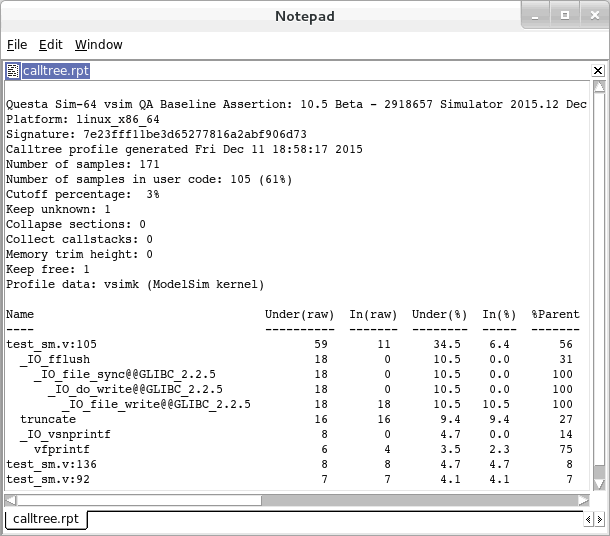 Notepad
File Edit Window
calltree.rpt
Questa Sim-64 vsim QA Baseline Assertion: 10.5 Beta - 2918657 Simulator 2015.12 Dec
Platform: linux_x86_64
Signature: 7e23fff11be3d65277816a2abf906d73
Calltree profile generated Fri Dec 11 18:58:17 2015
Number of samples: 171
Number of samples in user code: 105 (61%)
Cutoff percentage:  3%
Keep unknown: 1
Collapse sections: 0
Collect callstacks: 0
Memory trim height: 0
Keep free: 1
Profile data: vsimk (ModelSim kernel)
Name Under(raw) In(raw) Under(%) In(%) %Parent
---- ---------- ------- -------- ----- -------
test_sm.v:105 59 11 34.5 6.4 56
_IO_fflush 18 0 10.5 0.0 31
_IO_file_sync@@GLIBC_2.2.5 18 0 10.5 0.0 100
_IO_do_write@@GLIBC_2.2.5 18 0 10.5 0.0 100
_IO_file_write@@GLIBC_2.2.5 18 18 10.5 10.5 100
truncate 16 16 9.4 9.4 27
_IO_vsnprintf 8 0 4.7 0.0 14
vfprintf 6 4 3.5 2.3 75
test_sm.v:136 8 8 4.7 4.7 8
test_sm.v:92 7 7 4.1 4.1 7
calltree.rpt